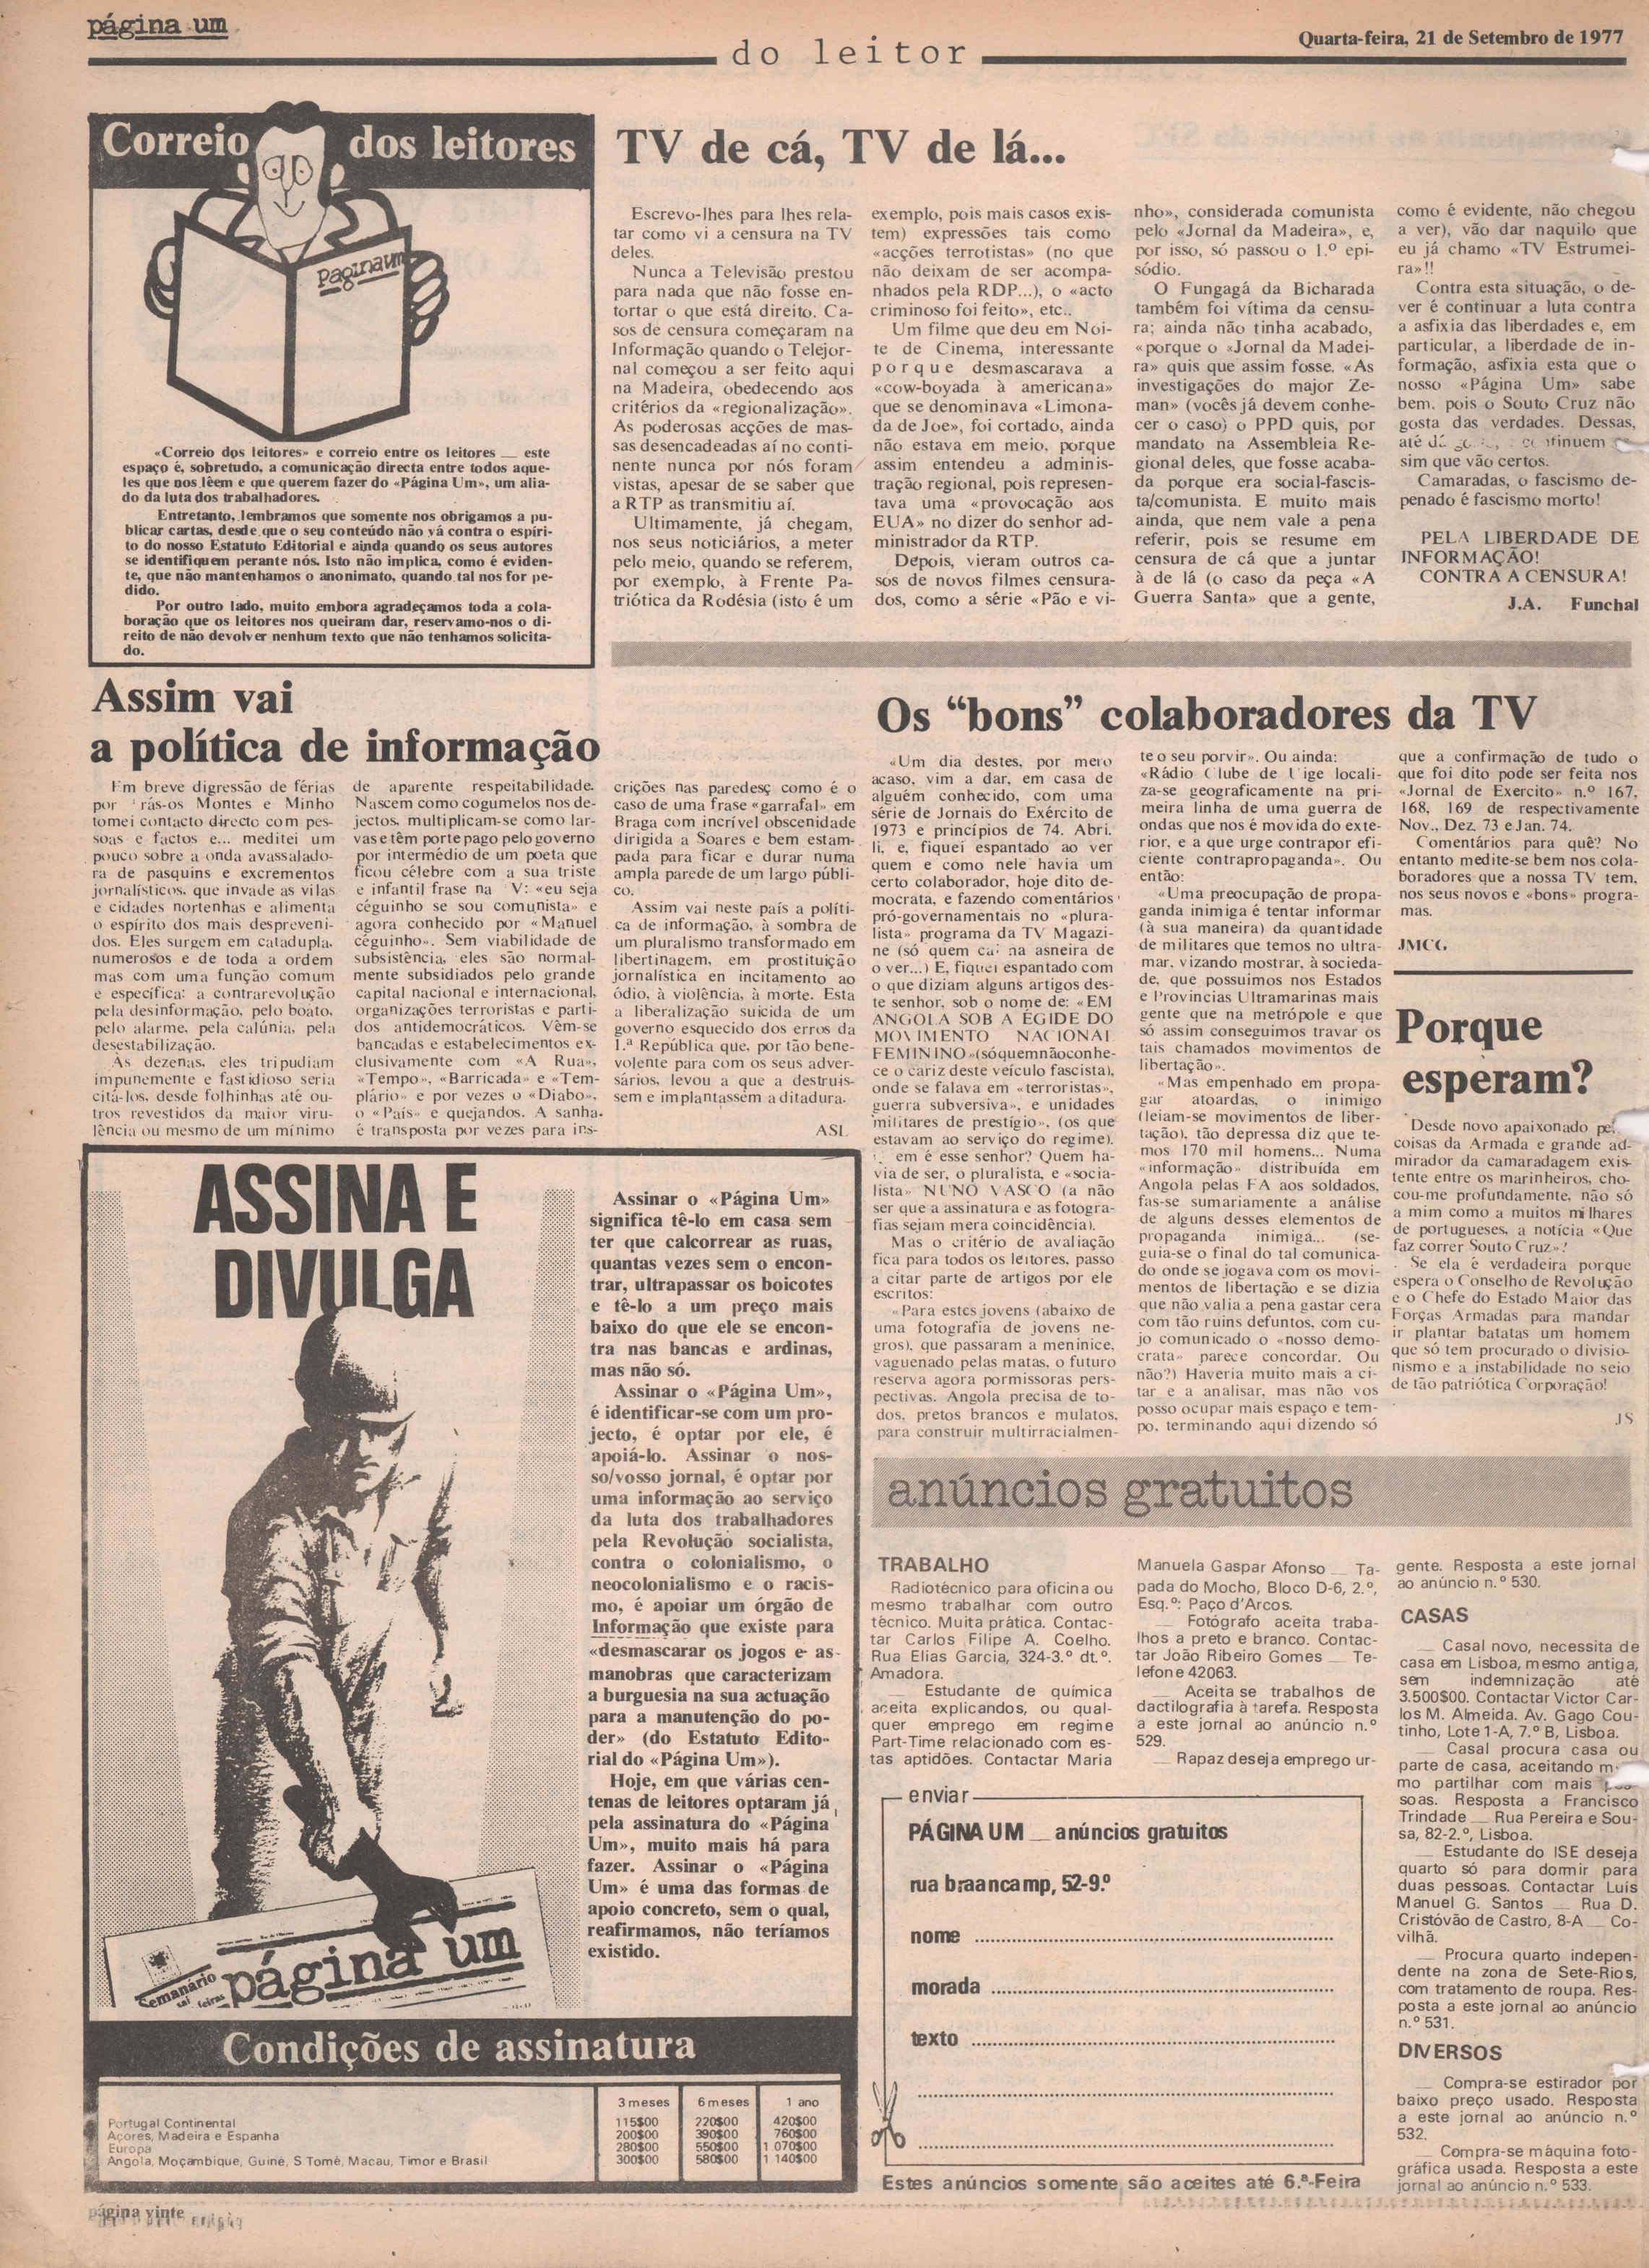 página um
do leitor
Quarta-feira, 21 de Setembro de 1977
Correio dos leitores
Paginaum
«Correio dos leitores» e correio entre os leitores — este
espaço é, sobretudo, a comunicação directa entre todos aque-
les que nos lêem e que querem fazer do «Página Um», um alia-
do da luta dos trabalhadores.
Entretanto, lembramos que somente nos obrigamos a pu-
blicar cartas, desde que o seu conteúdo não vá contra o espíri-
to do nosso Estatuto Editorial e ainda quando os seus autores
se identifiquem perante nós. Isto não implica, como é eviden-
te, que não mantenhamos o anonimato, quando tal nos for pe-
dido.
Por outro lado, muito embora agradeçamos toda a cola-
boração que os leitores nos queiram dar, reservamo-nos o di-
reito de não devolver nenhum texto que não tenhamos solicita-
do.
TV de cá, TV de lá...
Escrevo-lhes para lhes rela-
tar como vi a censura na TV
deles.
Nunca a Televisão prestou
para nada que não fosse en-
tortar o que está direito. Ca-
sos de censura começaram na
Informação quando o Telejor-
nal começou a ser feito aqui
na Madeira, obedecendo aos
critérios da «regionalização».
As poderosas acções de mas-
sas desencadeadas aí no conti-
nente nunca por nós foram
vistas, apesar de se saber que
a RTP as transmitiu aí.
Ultimamente, já chegam,
nos seus noticiários, a meter
pelo meio, quando se referem,
por exemplo, à Frente Pa-
triótica da Rodésia (isto é um
exemplo, pois mais casos exis-
tem) expressões tais como
«acções terrotistas» (no que
não deixam de ser acompa-
nhados pela RDP...), o «acto
criminoso foi feito», etc..
Um filme que deu em Noi-
te de Cinema, interessante
porque desmascarava a
«cow-boyada à americana»
que se denominava «Limona-
da de Joe», foi cortado, ainda
não estava em meio, porque
assim entendeu a adminis-
tração regional, pois represen-
tava uma «provocação aos
EUA» no dizer do senhor ad-
ministrador da RTP.
Depois, vieram outros ca-
sos de novos filmes censura-
dos, como a série «Pão e vi-
nho», considerada comunista
pelo «Jornal da Madeira», e,
por isso, só passou o 1.º epi-
sódio.
O Fungagá da Bicharada
também foi vítima da censu-
ra; ainda não tinha acabado,
«porque o «Jornal da Madei-
ra» quis que assim fosse. «As
investigações do major Ze-
man» (vocês já devem conhe-
cer o caso) o PPD quis, por
mandato na Assembleia Re-
gional deles, que fosse acaba-
da porque era social-fascis-
ta/comunista. E muito mais
ainda, que nem vale a pena
referir, pois se resume em
censura de cá que a juntar
à de lá (o caso da peça «A
Guerra Santa» que a gente,
como é evidente, não chegou
a ver), vão dar naquilo que
eu já chamo «TV Estrumei-
ra»!!
Contra esta situação, o de-
ver é continuar a luta contra
a asfixia das liberdades e, em
particular, a liberdade de in-
formação, asfixia esta que o
nosso «Página Um» sabe
bem, pois o Souto Cruz não
gosta das verdades. Dessas,
até continuem
sim que vão certos.
Camaradas, o fascismo de-
penado é fascismo morto!
PELA LIBERDADE DE
INFORMAÇÃO!
CONTRA A CENSURA!
J.A. Funchal
Assim vai
a política de informação
Em breve digressão de férias
por Trás-os Montes e Minho
tomei contacto directo com pes-
soas e factos e... meditei um
pouco sobre a onda avassalado-
ra de pasquins e excrementos
jornalísticos, que invade as vilas
e cidades nortenhas e alimenta
o espírito dos mais despreveni-
dos. Eles surgem em catadupla,
numerosos e de toda a ordem
mas com uma função comum
e específica: a contrarevolução
pela desinformação, pelo boato,
pelo alarme, pela calúnia, pela
desestabilização.
Às dezenas, eles tripudiam
impunemente e fastidioso seria
citá-los, desde folhinhas até ou-
tros revestidos da maior viru-
lência ou mesmo de um mínimo
de aparente respeitabilidade.
Nascem como cogumelos nos de-
jectos, multiplicam-se como lar-
vas e têm porte pago pelo governo
por intermédio de um poeta que
ficou célebre com a sua triste
e infantil frase na V: «eu seja
céguinho se sou comunista» e
agora conhecido por «Manuel
céguinho». Sem viabilidade de
subsistência, eles são normal-
mente subsidiados pelo grande
capital nacional e internacional,
organizações terroristas e parti-
dos antidemocráticos. Vêm-se
bancadas e estabelecimentos ex-
clusivamente com «A Rua»,
«Tempo», «Barricada» e «Tem-
plário» e por vezes o «Diabo»,
o «País» e quejandos. A sanha
é transposta por vezes para ins-
crições nas paredesç como é o
caso de uma frase «garrafal» em
Braga com incrível obscenidade
dirigida a Soares e bem estam-
pada para ficar e durar numa
ampla parede de um largo públi-
co.
Assim vai neste país a políti-
ca de informação, à sombra de
um pluralismo transformado em
libertinagem, em prostituição
jornalística en incitamento ao
ódio, à violência, à morte. Esta
a liberalização suicida de um
governo esquecido dos erros da
1.ª República que, por tão bene-
volente para com os seus adver-
sários, levou a que a destruis-
sem e implantassem a ditadura.
ASL
Os “bons” colaboradores da TV
«Um dia destes, por mero
acaso, vim a dar, em casa de
alguém conhecido, com uma
série de Jornais do Exército de
1973 e princípios de 74. Abri,
li, e, fiquei espantado ao ver
quem e como nele havia um
certo colaborador, hoje dito de-
mocrata, e fazendo comentários
pró-governamentais no «plura-
lista» programa da TV Magazi-
ne (só quem cai na asneira de
o ver...) E, fiquei espantado com
o que diziam alguns artigos des-
te senhor, sob o nome de: «EM
ANGOLA SOB A EGIDE DO
MOVIMENTO NACIONAL
FEMININO»(só quem não conhe-
ce o cariz deste veículo fascista),
onde se falava em «terroristas»,
guerra subversiva», e unidades
militares de prestígio», (os que
estavam ao serviço do regime).
em é esse senhor? Quem ha-
via de ser, o pluralista, e «socia-
lista» NUNO VASCO (a não
ser que a assinatura e as fotogra-
fias sejam mera coincidência).
Mas o critério de avaliação
fica para todos os leitores, passo
a citar parte de artigos por ele
escritos:
«Para estes jovens (abaixo de
uma fotografia de jovens ne-
gros), que passaram a meninice,
vaguenado pelas matas, o futuro
reserva agora pormissoras pers-
pectivas. Angola precisa de to-
dos, pretos brancos e mulatos,
para construir multirracialmen-
te o seu porvir». Ou ainda:
«Rádio Clube de Uige locali-
za-se geograficamente na pri-
meira linha de uma guerra de
ondas que nos é movida do exte-
rior, e a que urge contrapor efi-
ciente contrapropaganda». Ou
então:
«Uma preocupação de propa-
ganda inimiga é tentar informar
(à sua maneira) da quantidade
de militares que temos no ultra-
mar, vizando mostrar, à socieda-
de, que possuimos nos Estados
e Províncias Ultramarinas mais
gente que na metrópole e que
só assim conseguimos travar os
tais chamados movimentos de
libertação».
«Mas empenhado em propa-
gar atoardas, o inimigo
(leiam-se movimentos de liber-
tação), tão depressa diz que te-
mos 170 mil homens... Numa
«informação» distribuída em
Angola pelas FA aos soldados,
fas-se sumariamente a análise
de alguns desses elementos de
propaganda inimiga... (se-
guia-se o final do tal comunica-
do onde se jogava com os movi-
mentos de libertação e se dizia
que não valia a pena gastar cera
com tão ruins defuntos, com cu-
jo comunicado o «nosso demo-
crata» parece concordar. Ou
não?) Haveria muito mais a ci-
tar e a analisar, mas não vos
posso ocupar mais espaço e tem-
po, terminando aqui dizendo só
que a confirmação de tudo o
que foi dito pode ser feita nos
«Jornal de Exercito» n.º 167,
168, 169 de respectivamente
Nov., Dez, 73 e Jan. 74.
Comentários para quê? No
entanto medite-se bem nos cola-
boradores que a nossa TV tem,
nos seus novos e «bons» progra-
mas.
JMCG
Porque
esperam?
Desde novo apaixonado pe
coisas da Armada e grande ad-
mirador da camaradagem exis-
tente entre os marinheiros, cho-
cou-me profundamente, não só
a mim como a muitos milhares
de portugueses, a notícia «Que
faz correr Souto Cruz»?
Se ela é verdadeira porque
espera o Conselho de Revolução
e o Chefe do Estado Maior das
Forças Armadas para mandar
ir plantar batatas um homem
que só tem procurado o divisio-
nismo e a instabilidade no seio
de tão patriótica Corporação!
JS
ASSINA E
DIVULGA
Semanário
feiras
página um
Assinar o «Página Um»
significa tê-lo em casa sem
ter que calcorrear as ruas,
quantas vezes sem o encon-
trar, ultrapassar os boicotes
e tê-lo a um preço mais
baixo do que ele se encon-
tra nas bancas e ardinas,
mas não só.
Assinar o «Página Um»,
é identificar-se com um pro-
jecto, é optar por ele, é
apoiá-lo. Assinar o nos-
so/vosso jornal, é optar por
uma informação ao serviço
da luta dos trabalhadores
pela Revolução socialista,
contra o colonialismo, o
neocolonialismo e o racis-
mo, é apoiar um órgão de
Informação que existe para
«desmascarar os jogos e as
manobras que caracterizam
a burguesia na sua actuação
para a manutenção do po-
der» (do Estatuto Edito-
rial do «Página Um»).
Hoje, em que várias cen-
tenas de leitores optaram já
pela assinatura do «Página
Um», muito mais há para
fazer. Assinar o «Página
Um» é uma das formas de
apoio concreto, sem o qual,
reafirmamos, não teríamos
existido.
Condições de assinatura
3 meses 6 meses 1 ano
Portugal Continental 115$00 220$00 420$00
Açores, Madeira e Espanha 200$00 390$00 760$00
Europa 280$00 550$00 1 070$00
Angola, Moçambique, Guiné, S Tomé, Macau, Timor e Brasil 300$00 580$00 1 140$00
anúncios gratuitos
TRABALHO
Radiotécnico para oficina ou
mesmo trabalhar com outro
técnico. Muita prática. Contac-
tar Carlos Filipe A. Coelho.
Rua Elias Garcia, 324-3.º dt.º.
Amadora.
— Estudante de química
aceita explicandos, ou qual-
quer emprego em regime
Part-Time relacionado com es-
tas aptidões. Contactar Maria
Manuela Gaspar Afonso — Ta-
pada do Mocho, Bloco D-6, 2.º,
Esq.º: Paço d'Arcos.
— Fotógrafo aceita traba-
lhos a preto e branco. Contac-
tar João Ribeiro Gomes — Te-
lefone 42063.
— Aceita se trabalhos de
dactilografia à tarefa. Resposta
a este jornal ao anúncio n.º
529.
— Rapaz deseja emprego ur-
gente. Resposta a este jornal
ao anúncio n.º 530.
CASAS
— Casal novo, necessita de
casa em Lisboa, mesmo antiga,
sem indemnização até
3.500$00. Contactar Victor Car-
los M. Almeida. Av. Gago Cou-
tinho, Lote 1-A, 7.º B, Lisboa.
— Casal procura casa ou
parte de casa, aceitando m
mo partilhar com mais pes-
soas. Resposta a Francisco
Trindade — Rua Pereira e Sou-
sa, 82-2.º, Lisboa.
— Estudante do ISE deseja
quarto só para dormir para
duas pessoas. Contactar Luís
Manuel G. Santos — Rua D.
Cristóvão de Castro, 8-A — Co-
vilhã.
— Procura quarto indepen-
dente na zona de Sete-Rios,
com tratamento de roupa. Res-
posta a este jornal ao anúncio
n.º 531.
DIVERSOS
— Compra-se estirador por
baixo preço usado. Resposta
a este jornal ao anúncio n.º
532.
— Compra-se máquina foto-
gráfica usada. Resposta a este
jornal ao anúncio n.º 533.
enviar
PÁGINA UM — anúncios gratuitos
rua braancamp, 52-9.º
nome
morada
texto
Estes anúncios somente são aceites até 6.ª-Feira
página vinte